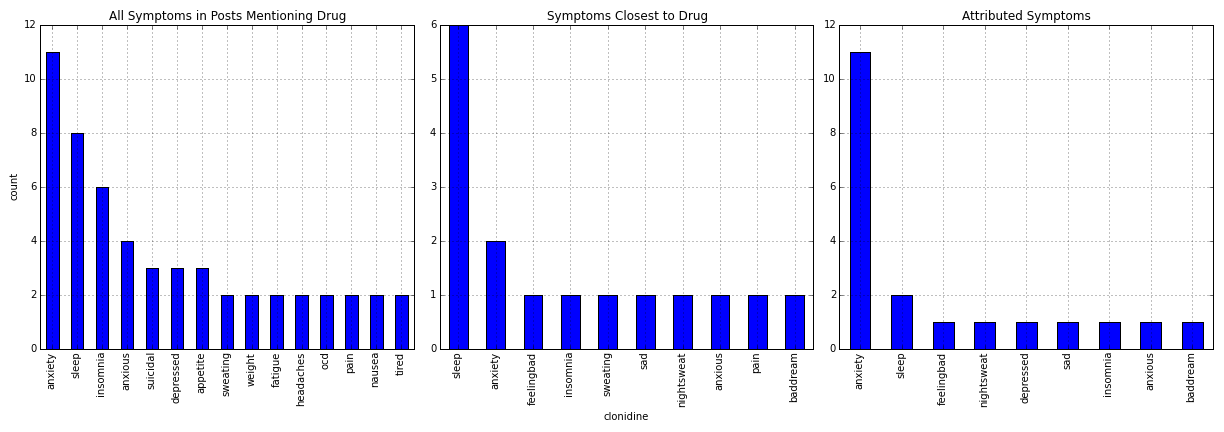 All Symptoms in Posts Mentioning Drug
12
10
8
6
4
2
0
count
anxiety
sleep
insomnia
anxious
suicidal
depressed
appetite
sweating
weight
fatigue
headaches
ocd
pain
nausea
tired
Symptoms Closest to Drug
6
5
4
3
2
1
0
sleep
anxiety
feelingbad
insomnia
sweating
sad
nightsweat
anxious
pain
baddream
clonidine
Attributed Symptoms
12
10
8
6
4
2
0
anxiety
sleep
feelingbad
nightsweat
depressed
sad
insomnia
anxious
baddream